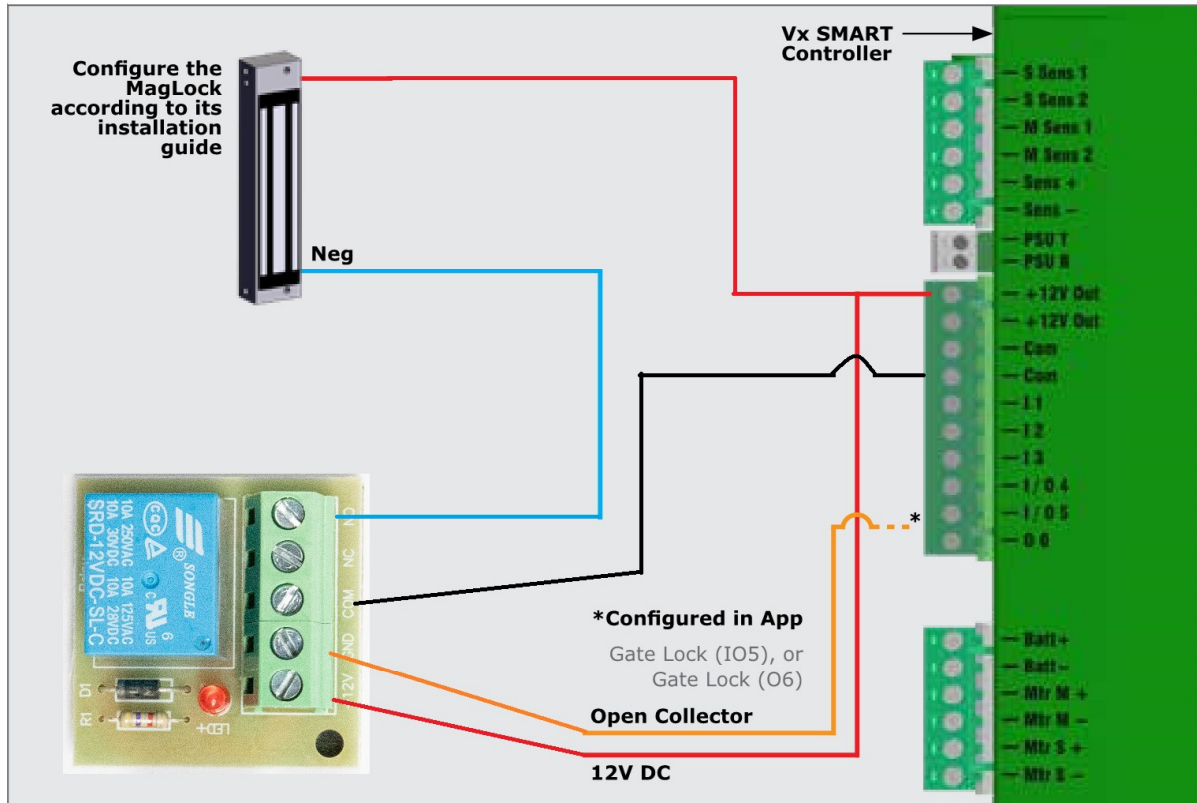 Configure the
MagLock
according to its
installation
guide
Neg
Vx SMART
Controller
S Sens 1
S Sens 2
M Sens 1
M Sens 2
Sens +
Sens -
PSU T
PSU R
+12V Out
+12V Out
Com
Com
I 1
I 2
I 3
I / O 4
I / O 5
O 6
*
*Configured in App
Gate Lock (IO5), or
Gate Lock (O6)
Open Collector
12V DC
Batt+
Batt-
Mtr M +
Mtr M -
Mtr S +
Mtr S -
NO
NC
COM
GND
12V
SONGLE
®
CQC
c UL US
6
10A 250VAC 10A 125VAC
10A 30VDC 10A 28VDC
SRD-12VDC-SL-C
D1
R1
LED+